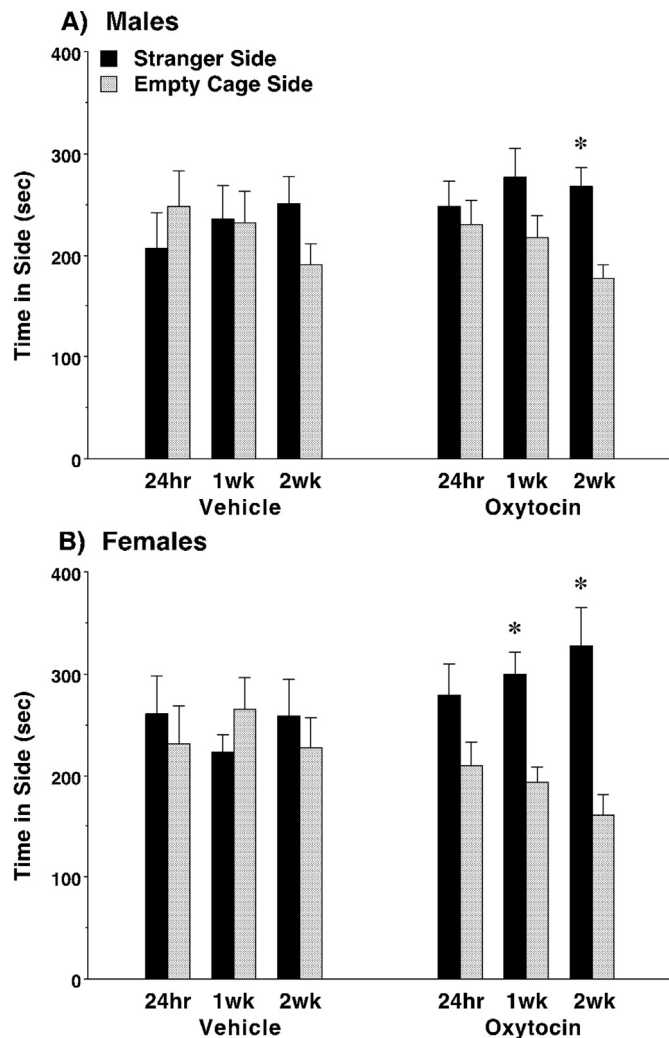 A) Males
400
Stranger Side
Empty Cage Side
300
*
200
100
0
Time in Side (sec)
24hr 1wk 2wk 24hr 1wk 2wk
Vehicle Oxytocin
B) Females
400
*
*
300
200
100
0
Time in Side (sec)
24hr 1wk 2wk 24hr 1wk 2wk
Vehicle Oxytocin